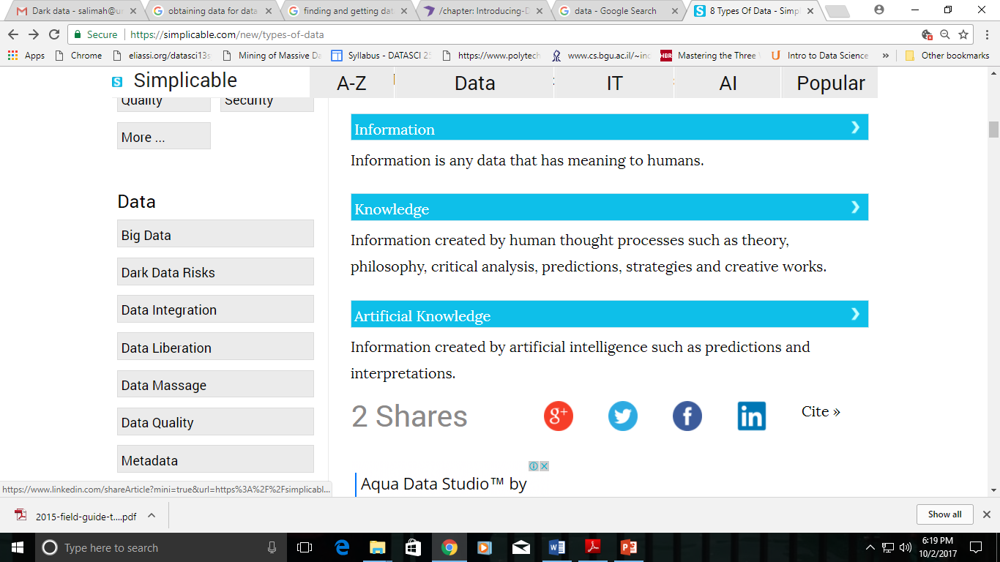 Dark data - salimah@u
obtaining data for data
finding and getting dat
/chapter: Introducing-D
data - Google Search
8 Types Of Data - Simpl
Secure
https://simplicable.com/new/types-of-data
Apps
Chrome
eliassi.org/datasci13s
Mining of Massive Da
Syllabus - DATASCI 25
https://www.polytech
www.cs.bgu.ac.il/~inc
HBR
Mastering the Three
Intro to Data Science
»
Other bookmarks
S Simplicable
A-Z
Data
IT
AI
Popular
Quality
Security
More ...
Data
Big Data
Dark Data Risks
Data Integration
Data Liberation
Data Massage
Data Quality
Metadata
Information
Information is any data that has meaning to humans.
Knowledge
Information created by human thought processes such as theory,
philosophy, critical analysis, predictions, strategies and creative works.
Artificial Knowledge
Information created by artificial intelligence such as predictions and
interpretations.
2 Shares
g+
f
in
Cite »
Aqua Data Studio™ by
https://www.linkedin.com/shareArticle?mini=true&url=https%3A%2F%2Fsimplicabl...
2015-field-guide-t....pdf
Show all
Type here to search
6:19 PM
10/2/2017